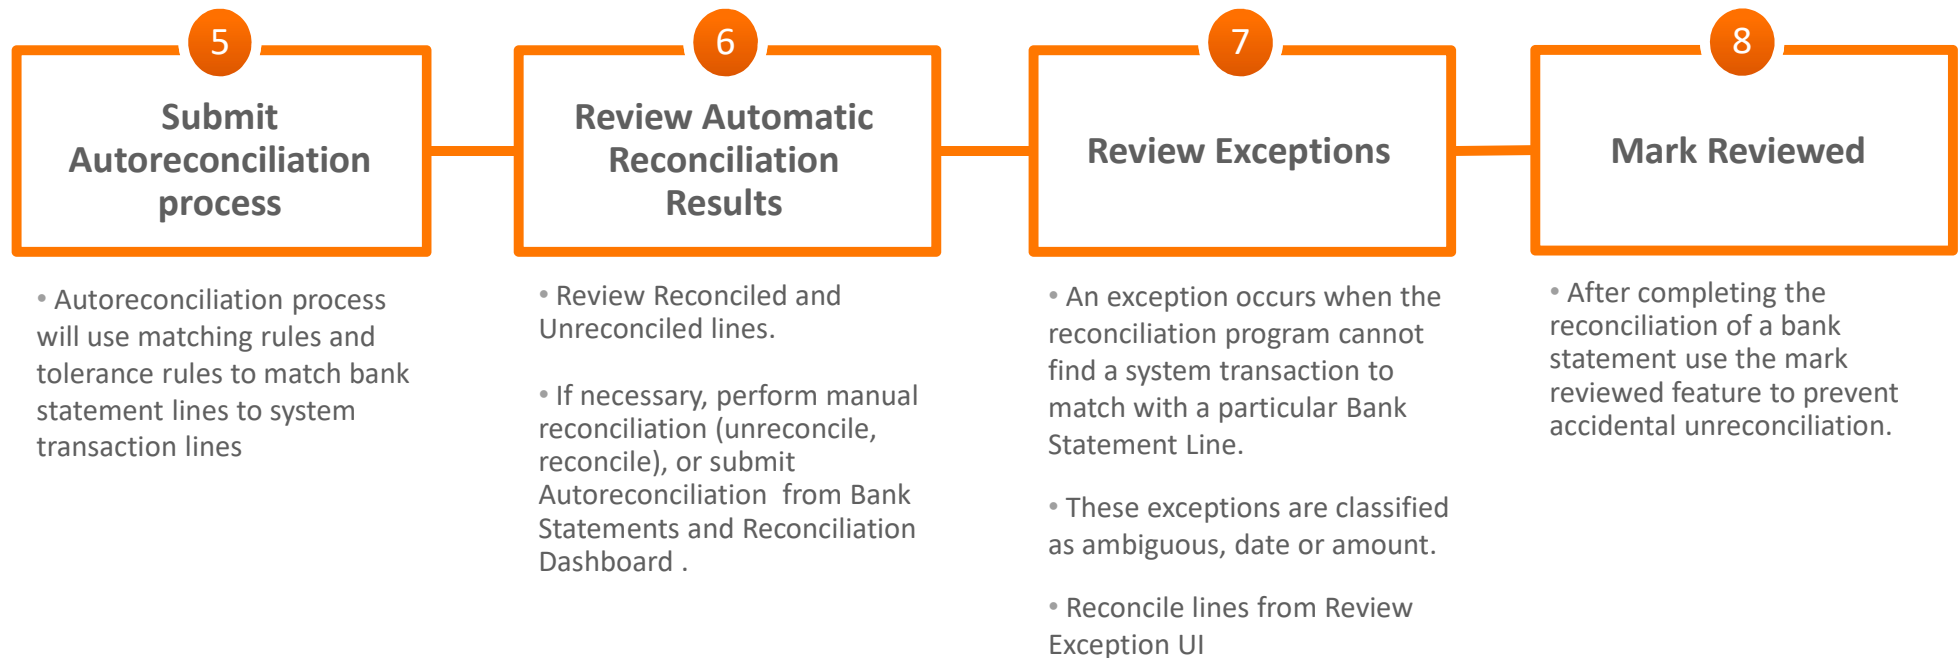 5
Submit
Autoreconciliation
process
• Autoreconciliation process
will use matching rules and
tolerance rules to match bank
statement lines to system
transaction lines
6
Review Automatic
Reconciliation
Results
• Review Reconciled and
Unreconciled lines.
• If necessary, perform manual
reconciliation (unreconcile,
reconcile), or submit
Autoreconciliation  from Bank
Statements and Reconciliation
Dashboard .
7
Review Exceptions
• An exception occurs when the
reconciliation program cannot
find a system transaction to
match with a particular Bank
Statement Line.
• These exceptions are classified
as ambiguous, date or amount.
• Reconcile lines from Review
Exception UI
8
Mark Reviewed
• After completing the
reconciliation of a bank
statement use the mark
reviewed feature to prevent
accidental unreconciliation.